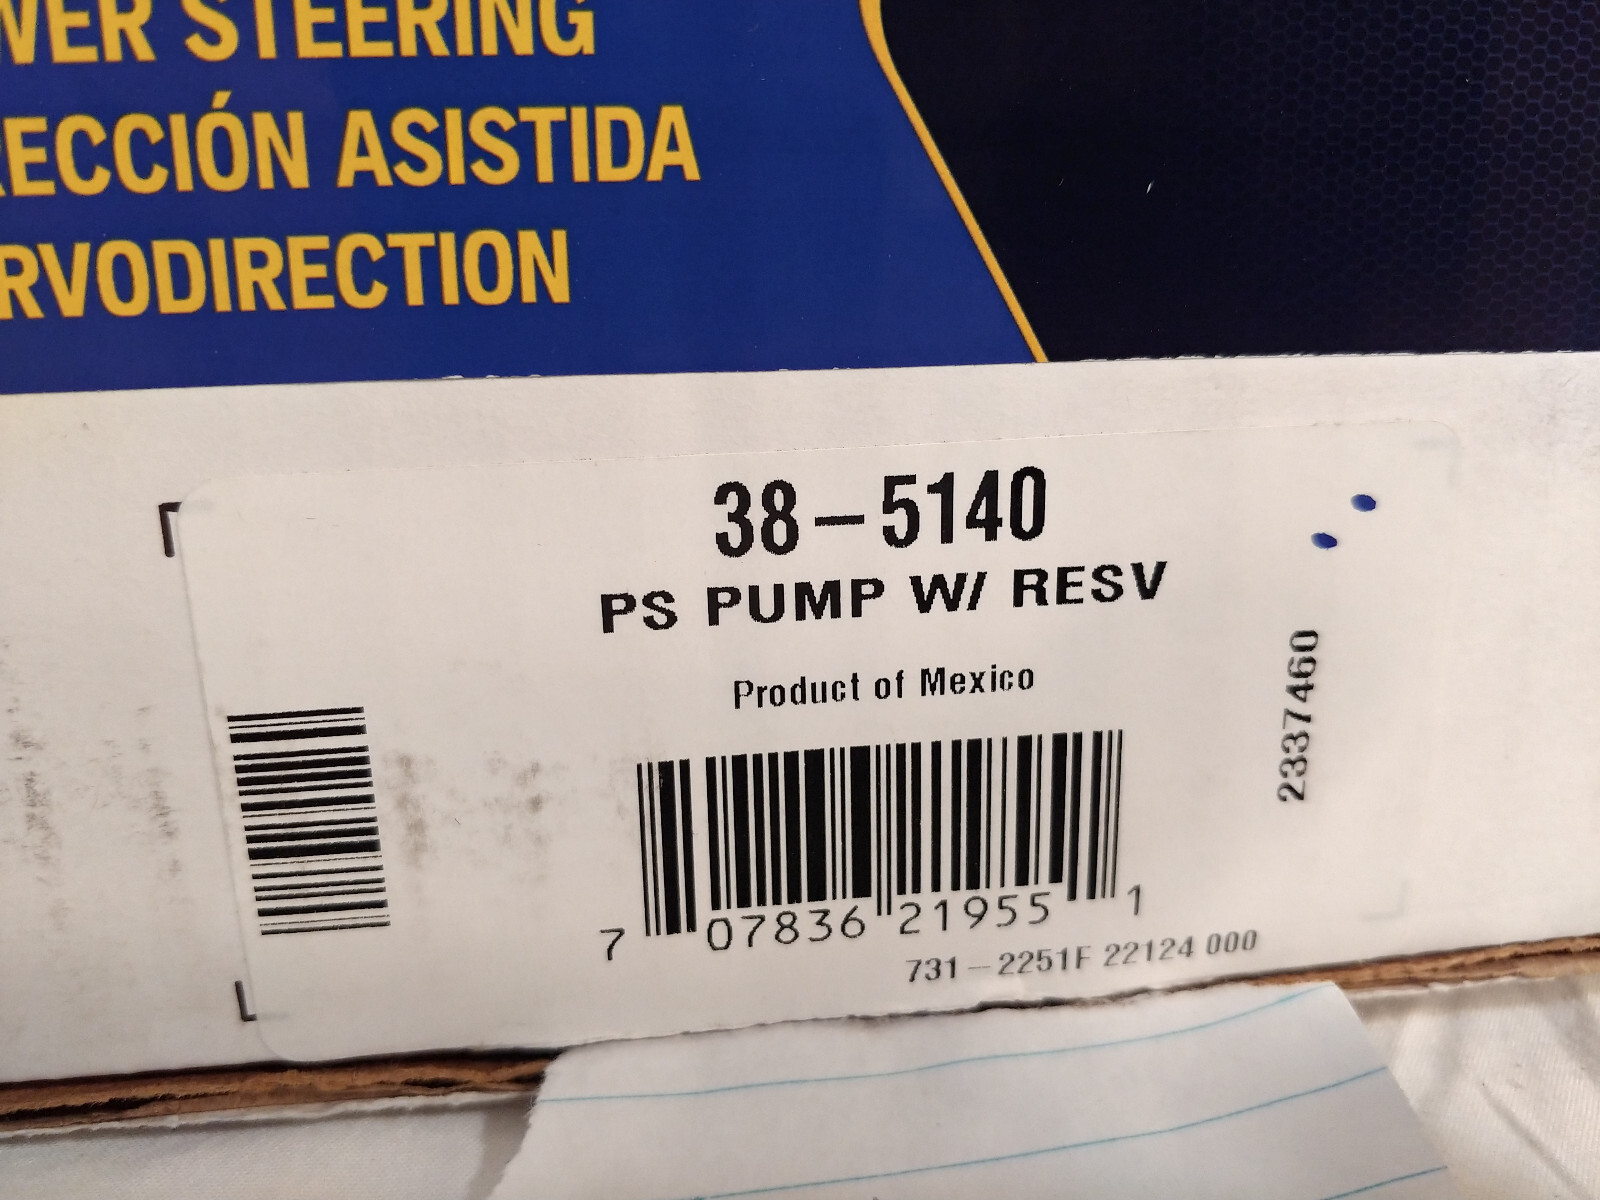 WER STEERING
RECCIÓN ASISTIDA
RVODIRECTION
38-5140
PS PUMP W/ RESV
Product of Mexico
2337460
7 07836 21955 1
731-2251F 22124 000